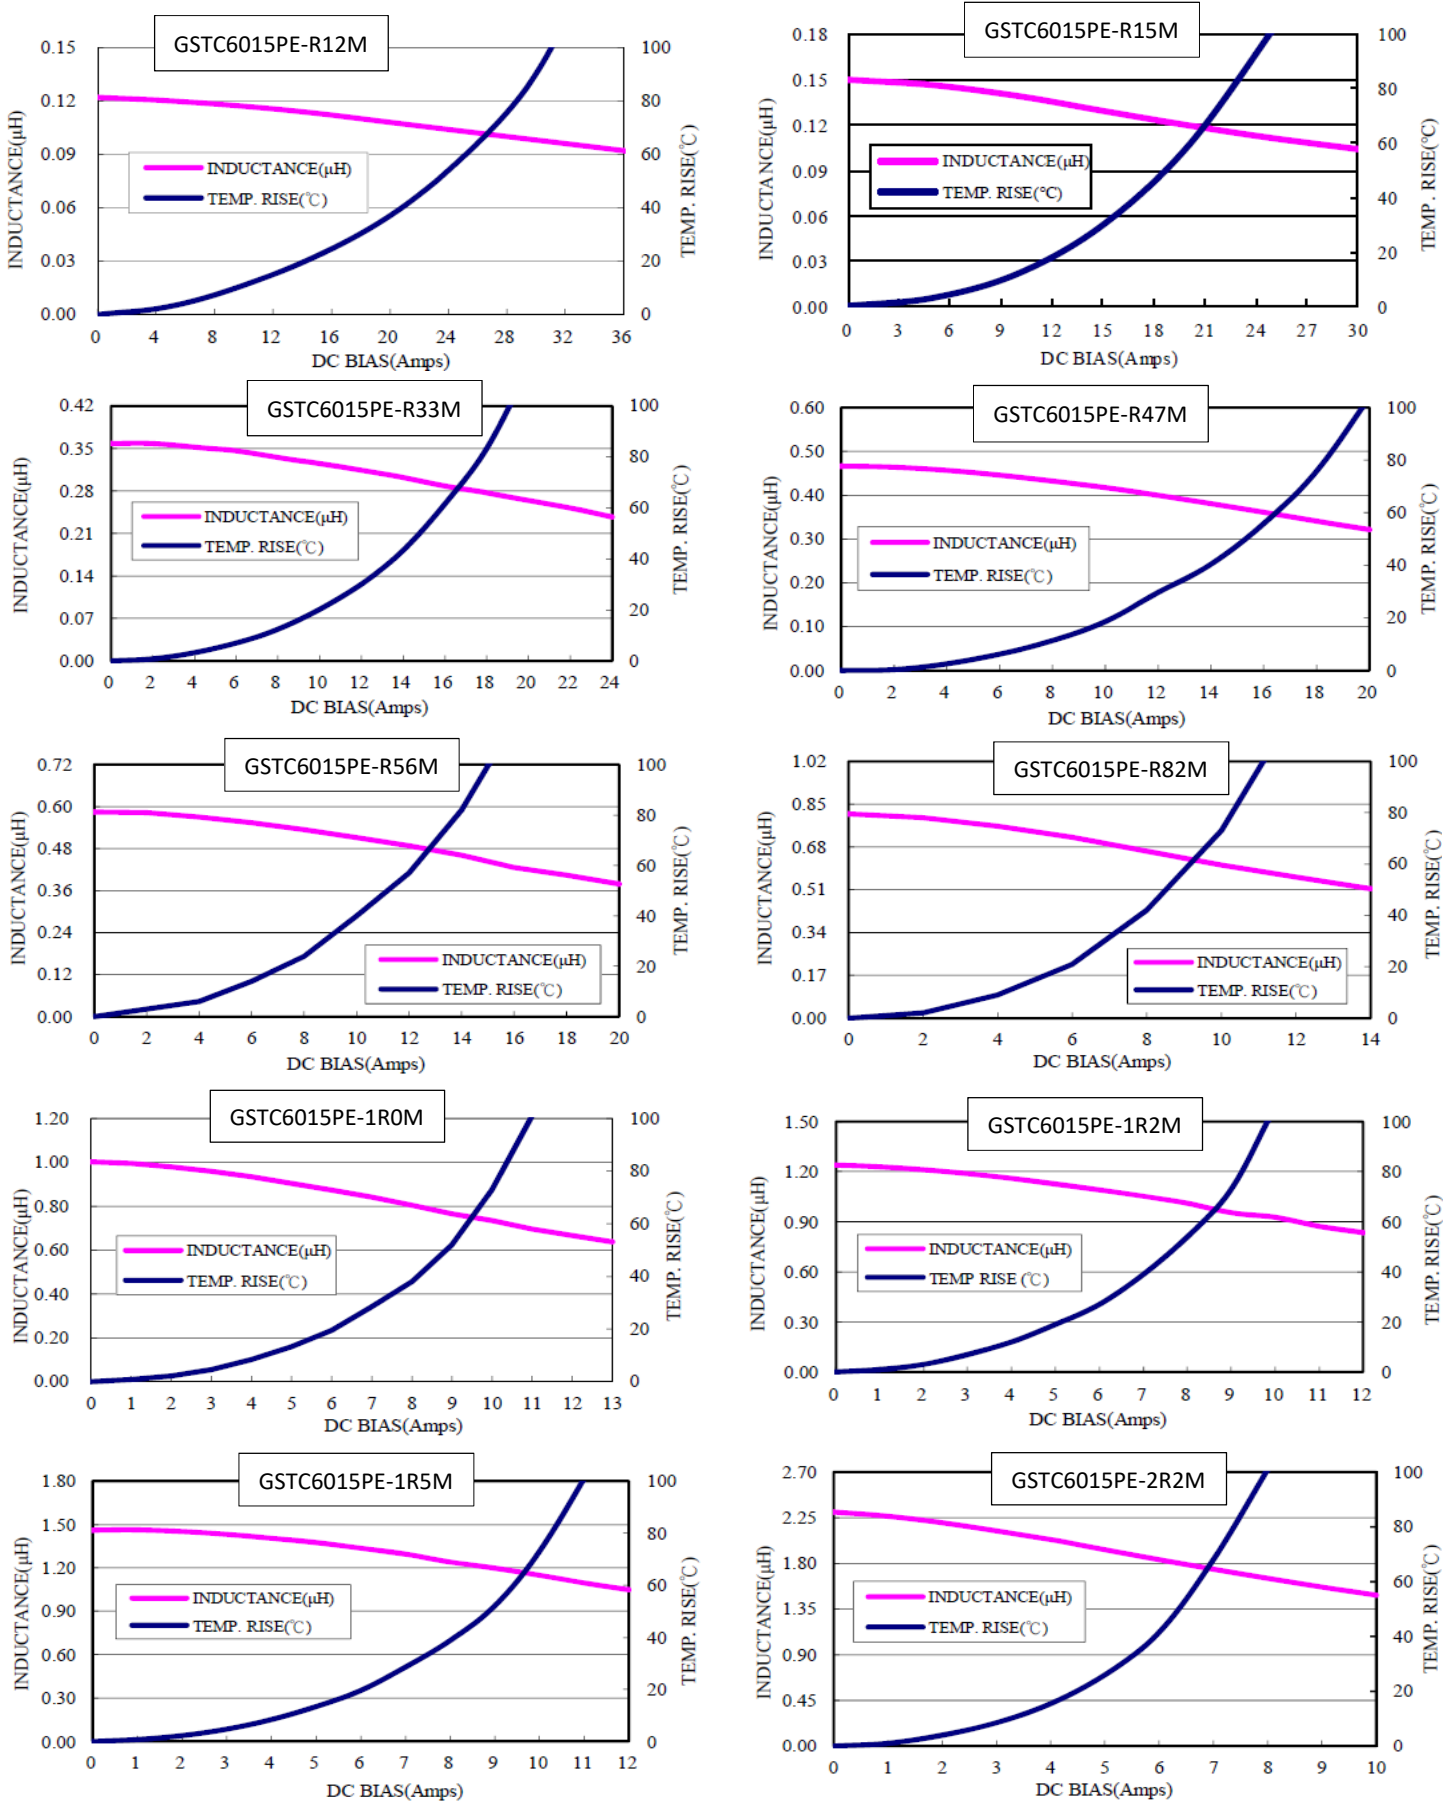 GSTC6015PE-R12M
INDUCTANCE(μH)
0.15
0.12
0.09
0.06
0.03
0.00
INDUCTANCE(μH)
TEMP. RISE(℃)
100
80
60
40
20
0
TEMP. RISE(℃)
0 4 8 12 16 20 24 28 32 36
DC BIAS(Amps)
GSTC6015PE-R15M
INDUCTANCE(μH)
0.18
0.15
0.12
0.09
0.06
0.03
0.00
INDUCTANCE(μH)
TEMP. RISE(℃)
100
80
60
40
20
0
TEMP. RISE(℃)
0 3 6 9 12 15 18 21 24 27 30
DC BIAS(Amps)
GSTC6015PE-R33M
INDUCTANCE(μH)
0.42
0.35
0.28
0.21
0.14
0.07
0.00
INDUCTANCE(μH)
TEMP. RISE(℃)
100
80
60
40
20
0
TEMP. RISE(℃)
0 2 4 6 8 10 12 14 16 18 20 22 24
DC BIAS(Amps)
GSTC6015PE-R47M
INDUCTANCE(μH)
0.60
0.50
0.40
0.30
0.20
0.10
0.00
INDUCTANCE(μH)
TEMP. RISE(℃)
100
80
60
40
20
0
TEMP. RISE(℃)
0 2 4 6 8 10 12 14 16 18 20
DC BIAS(Amps)
GSTC6015PE-R56M
INDUCTANCE(μH)
0.72
0.60
0.48
0.36
0.24
0.12
0.00
INDUCTANCE(μH)
TEMP. RISE(℃)
100
80
60
40
20
0
TEMP. RISE(℃)
0 2 4 6 8 10 12 14 16 18 20
DC BIAS(Amps)
GSTC6015PE-R82M
INDUCTANCE(μH)
1.02
0.85
0.68
0.51
0.34
0.17
0.00
INDUCTANCE(μH)
TEMP. RISE(℃)
100
80
60
40
20
0
TEMP. RISE(℃)
0 2 4 6 8 10 12 14
DC BIAS(Amps)
GSTC6015PE-1R0M
INDUCTANCE(μH)
1.20
1.00
0.80
0.60
0.40
0.20
0.00
INDUCTANCE(μH)
TEMP. RISE(℃)
100
80
60
40
20
0
TEMP. RISE(℃)
0 1 2 3 4 5 6 7 8 9 10 11 12 13
DC BIAS(Amps)
GSTC6015PE-1R2M
INDUCTANCE(μH)
1.50
1.20
0.90
0.60
0.30
0.00
INDUCTANCE(μH)
TEMP RISE (℃)
100
80
60
40
20
0
TEMP. RISE(℃)
0 1 2 3 4 5 6 7 8 9 10 11 12
DC BIAS(Amps)
GSTC6015PE-1R5M
INDUCTANCE(μH)
1.80
1.50
1.20
0.90
0.60
0.30
0.00
INDUCTANCE(μH)
TEMP. RISE(℃)
100
80
60
40
20
0
TEMP. RISE(℃)
0 1 2 3 4 5 6 7 8 9 10 11 12
DC BIAS(Amps)
GSTC6015PE-2R2M
INDUCTANCE(μH)
2.70
2.25
1.80
1.35
0.90
0.45
0.00
INDUCTANCE(μH)
TEMP. RISE(℃)
100
80
60
40
20
0
TEMP. RISE(℃)
0 1 2 3 4 5 6 7 8 9 10
DC BIAS(Amps)